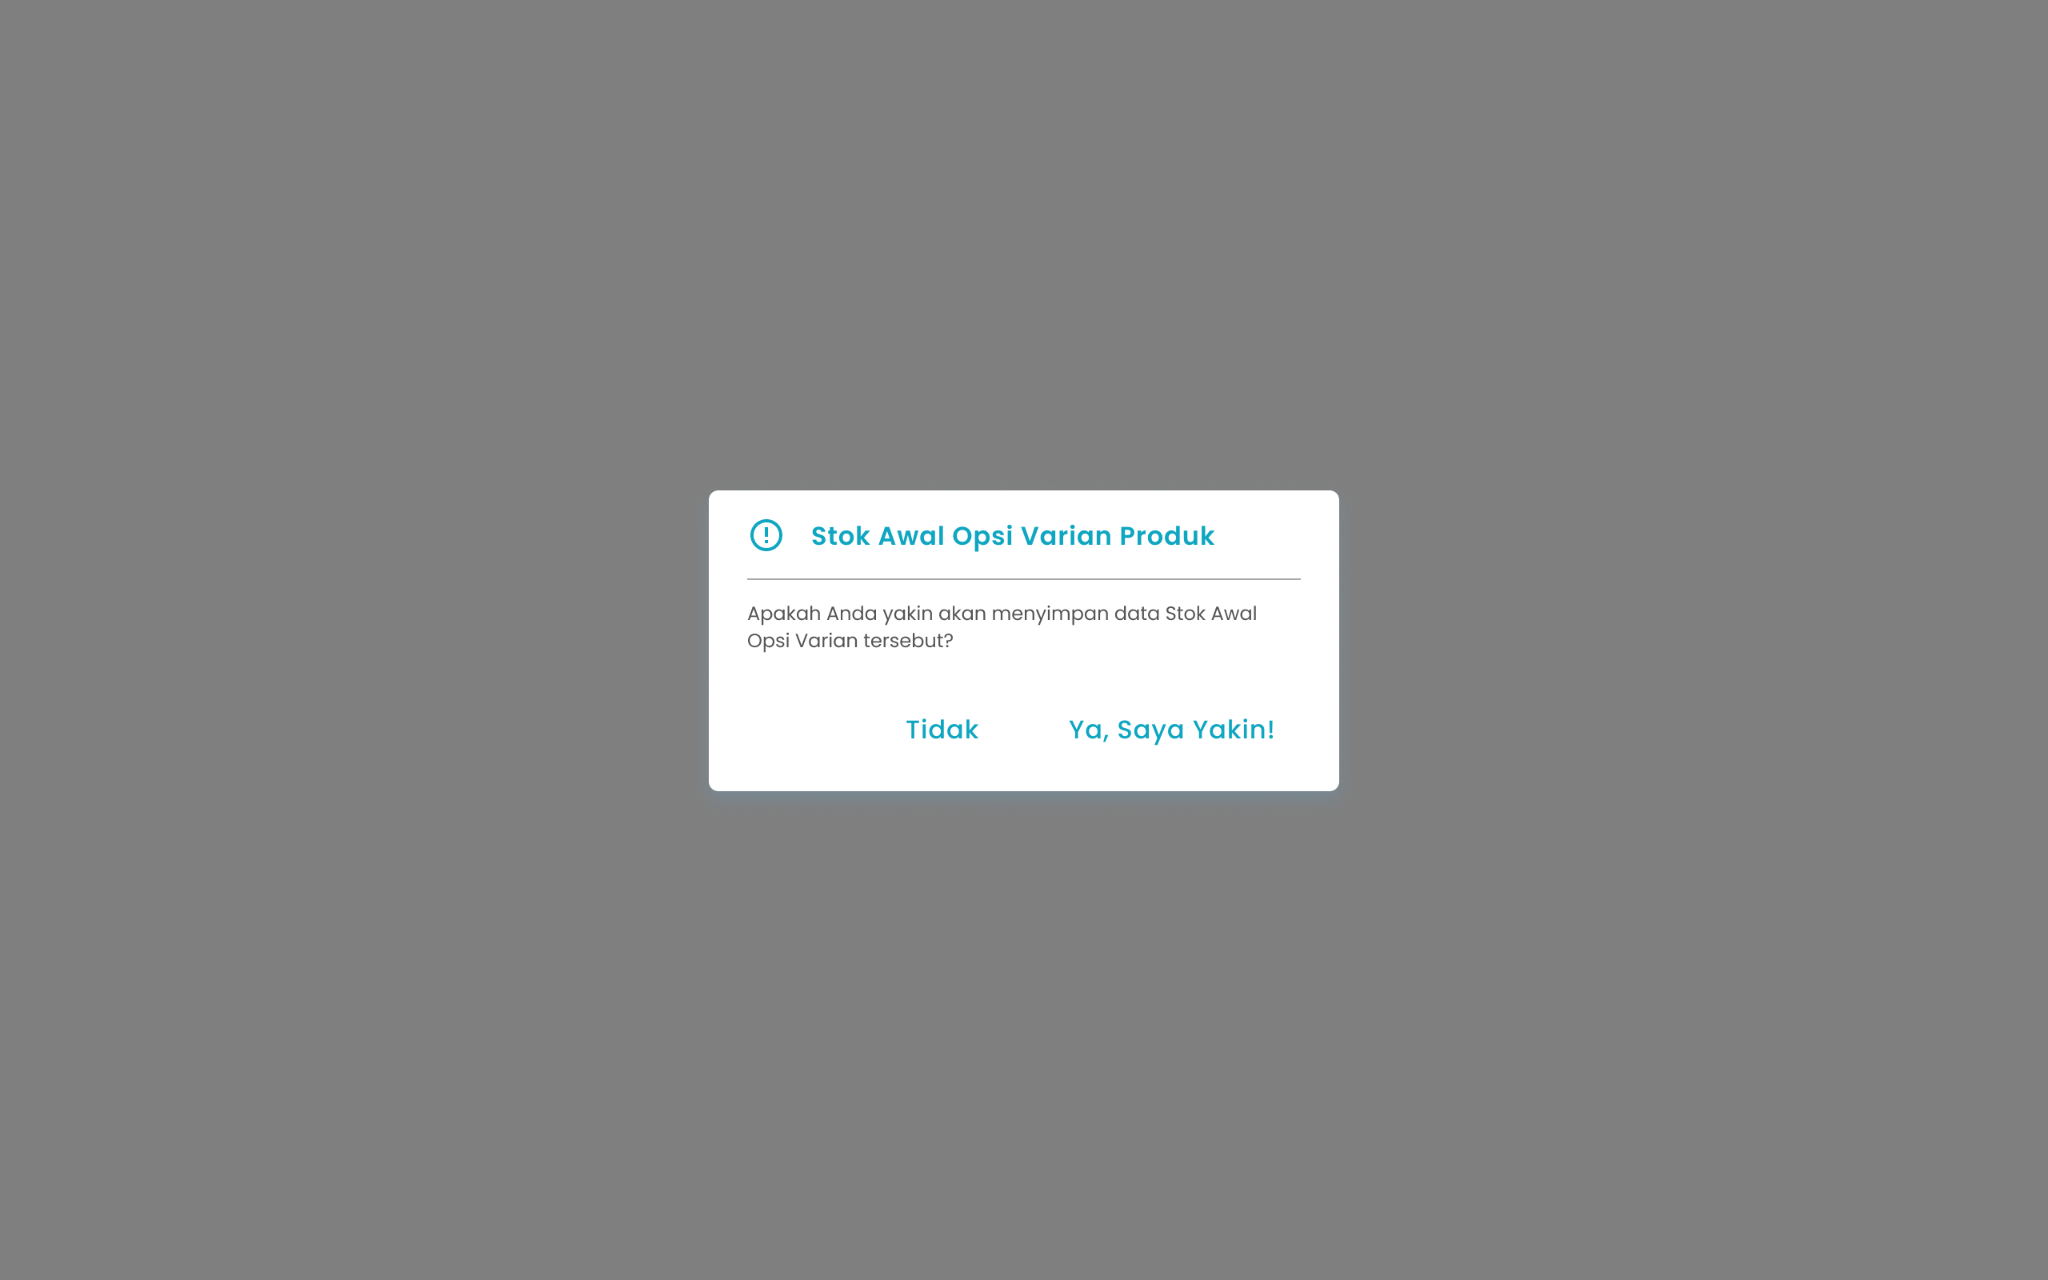 Stok Awal Opsi Varian Produk
Apakah Anda yakin akan menyimpan data Stok Awal
Opsi Varian tersebut?
Tidak
Ya, Saya Yakin!